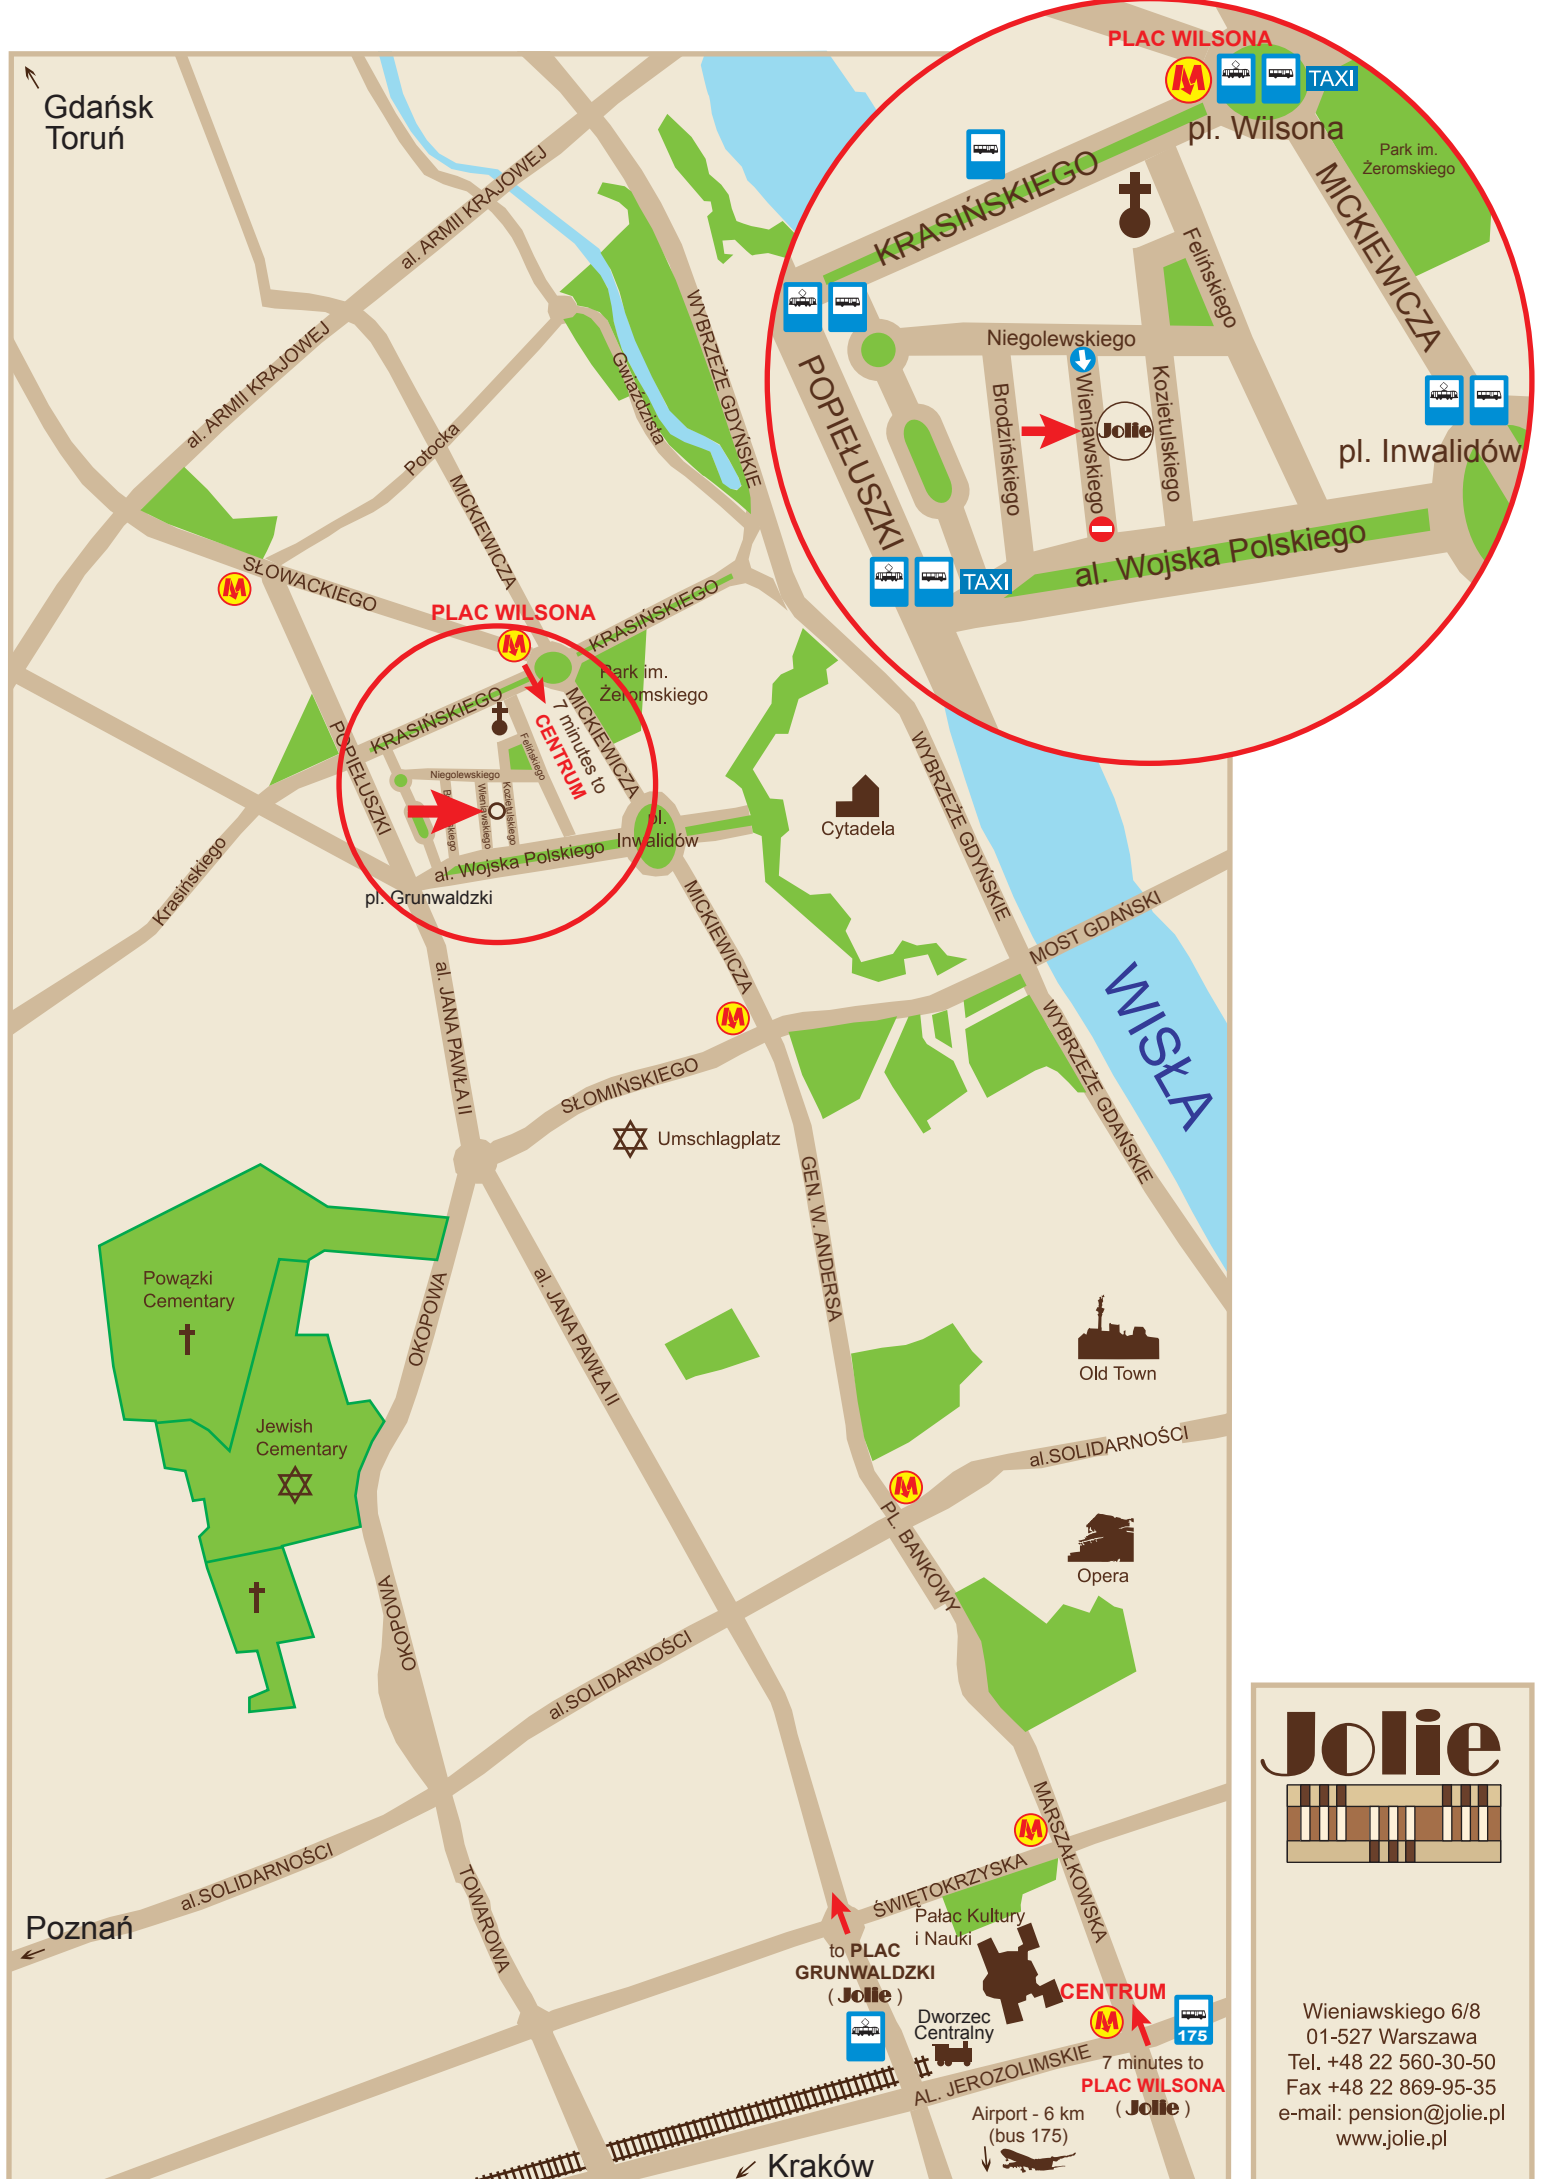 Gdańsk
Toruń
PLAC WILSONA
TAXI
pl. Wilsona
Park im.
Żeromskiego
KRASIŃSKIEGO
MICKIEWICZA
Felińskiego
Niegolewskiego
POPIEŁUSZKI
Brodzińskiego
Wieniawskiego
Jolie
Kozietulskiego
pl. Inwalidów
al. Wojska Polskiego
TAXI
al. ARMII KRAJOWEJ
al. ARMII KRAJOWEJ
WYBRZEŻE GDYŃSKIE
Gwiaździsta
Potocka
MICKIEWICZA
SŁOWACKIEGO
PLAC WILSONA
KRASIŃSKIEGO
Park im.
Żeromskiego
KRASIŃSKIEGO
MICKIEWICZA
7 minutes to
CENTRUM
Felińskiego
POPIEŁUSZKI
Niegolewskiego
Wieniawskiego
Kozietulskiego
pl.
Inwalidów
al. Wojska Polskiego
pl. Grunwaldzki
Krasińskiego
Cytadela
WYBRZEŻE GDYŃSKIE
MICKIEWICZA
MOST GDAŃSKI
WISŁA
al. JANA PAWŁA II
WYBRZEŻE GDAŃSKIE
SŁOMIŃSKIEGO
Umschlagplatz
GEN. W. ANDERSA
Powązki
Cementary
OKOPOWA
al. JANA PAWŁA II
Old Town
Jewish
Cementary
al.SOLIDARNOŚCI
PL. BANKOWY
Opera
OKOPOWA
al.SOLIDARNOŚCI
MARSZAŁKOWSKA
al.SOLIDARNOŚCI
TOWAROWA
ŚWIĘTOKRZYSKA
Poznań
Pałac Kultury
i Nauki
to PLAC
GRUNWALDZKI
(Jolie)
CENTRUM
175
Dworzec
Centralny
AL. JEROZOLIMSKIE
7 minutes to
PLAC WILSONA
(Jolie)
Airport - 6 km
(bus 175)
Kraków
Jolie
Wieniawskiego 6/8
01-527 Warszawa
Tel. +48 22 560-30-50
Fax +48 22 869-95-35
e-mail: pension@jolie.pl
www.jolie.pl